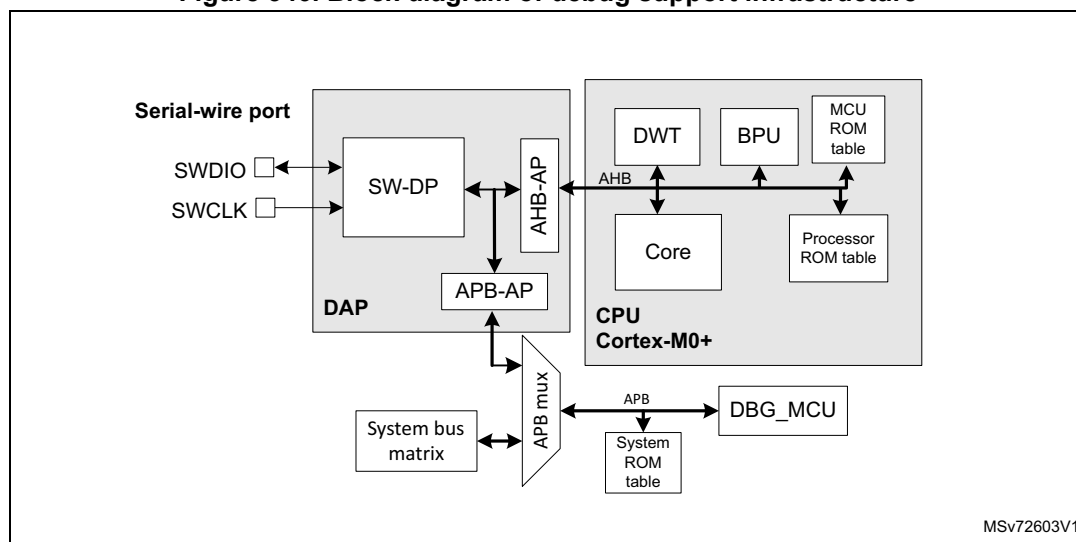 Figure Block diagram of debug support infrastructure
Serial-wire port
SWDIO
SWCLK
SW-DP
AHB-AP
APB-AP
DAP
AHB
DWT
BPU
MCU
ROM
table
Core
Processor
ROM table
CPU
Cortex-M0+
APB mux
System bus
matrix
APB
DBG_MCU
System
ROM
table
MSv72603V1